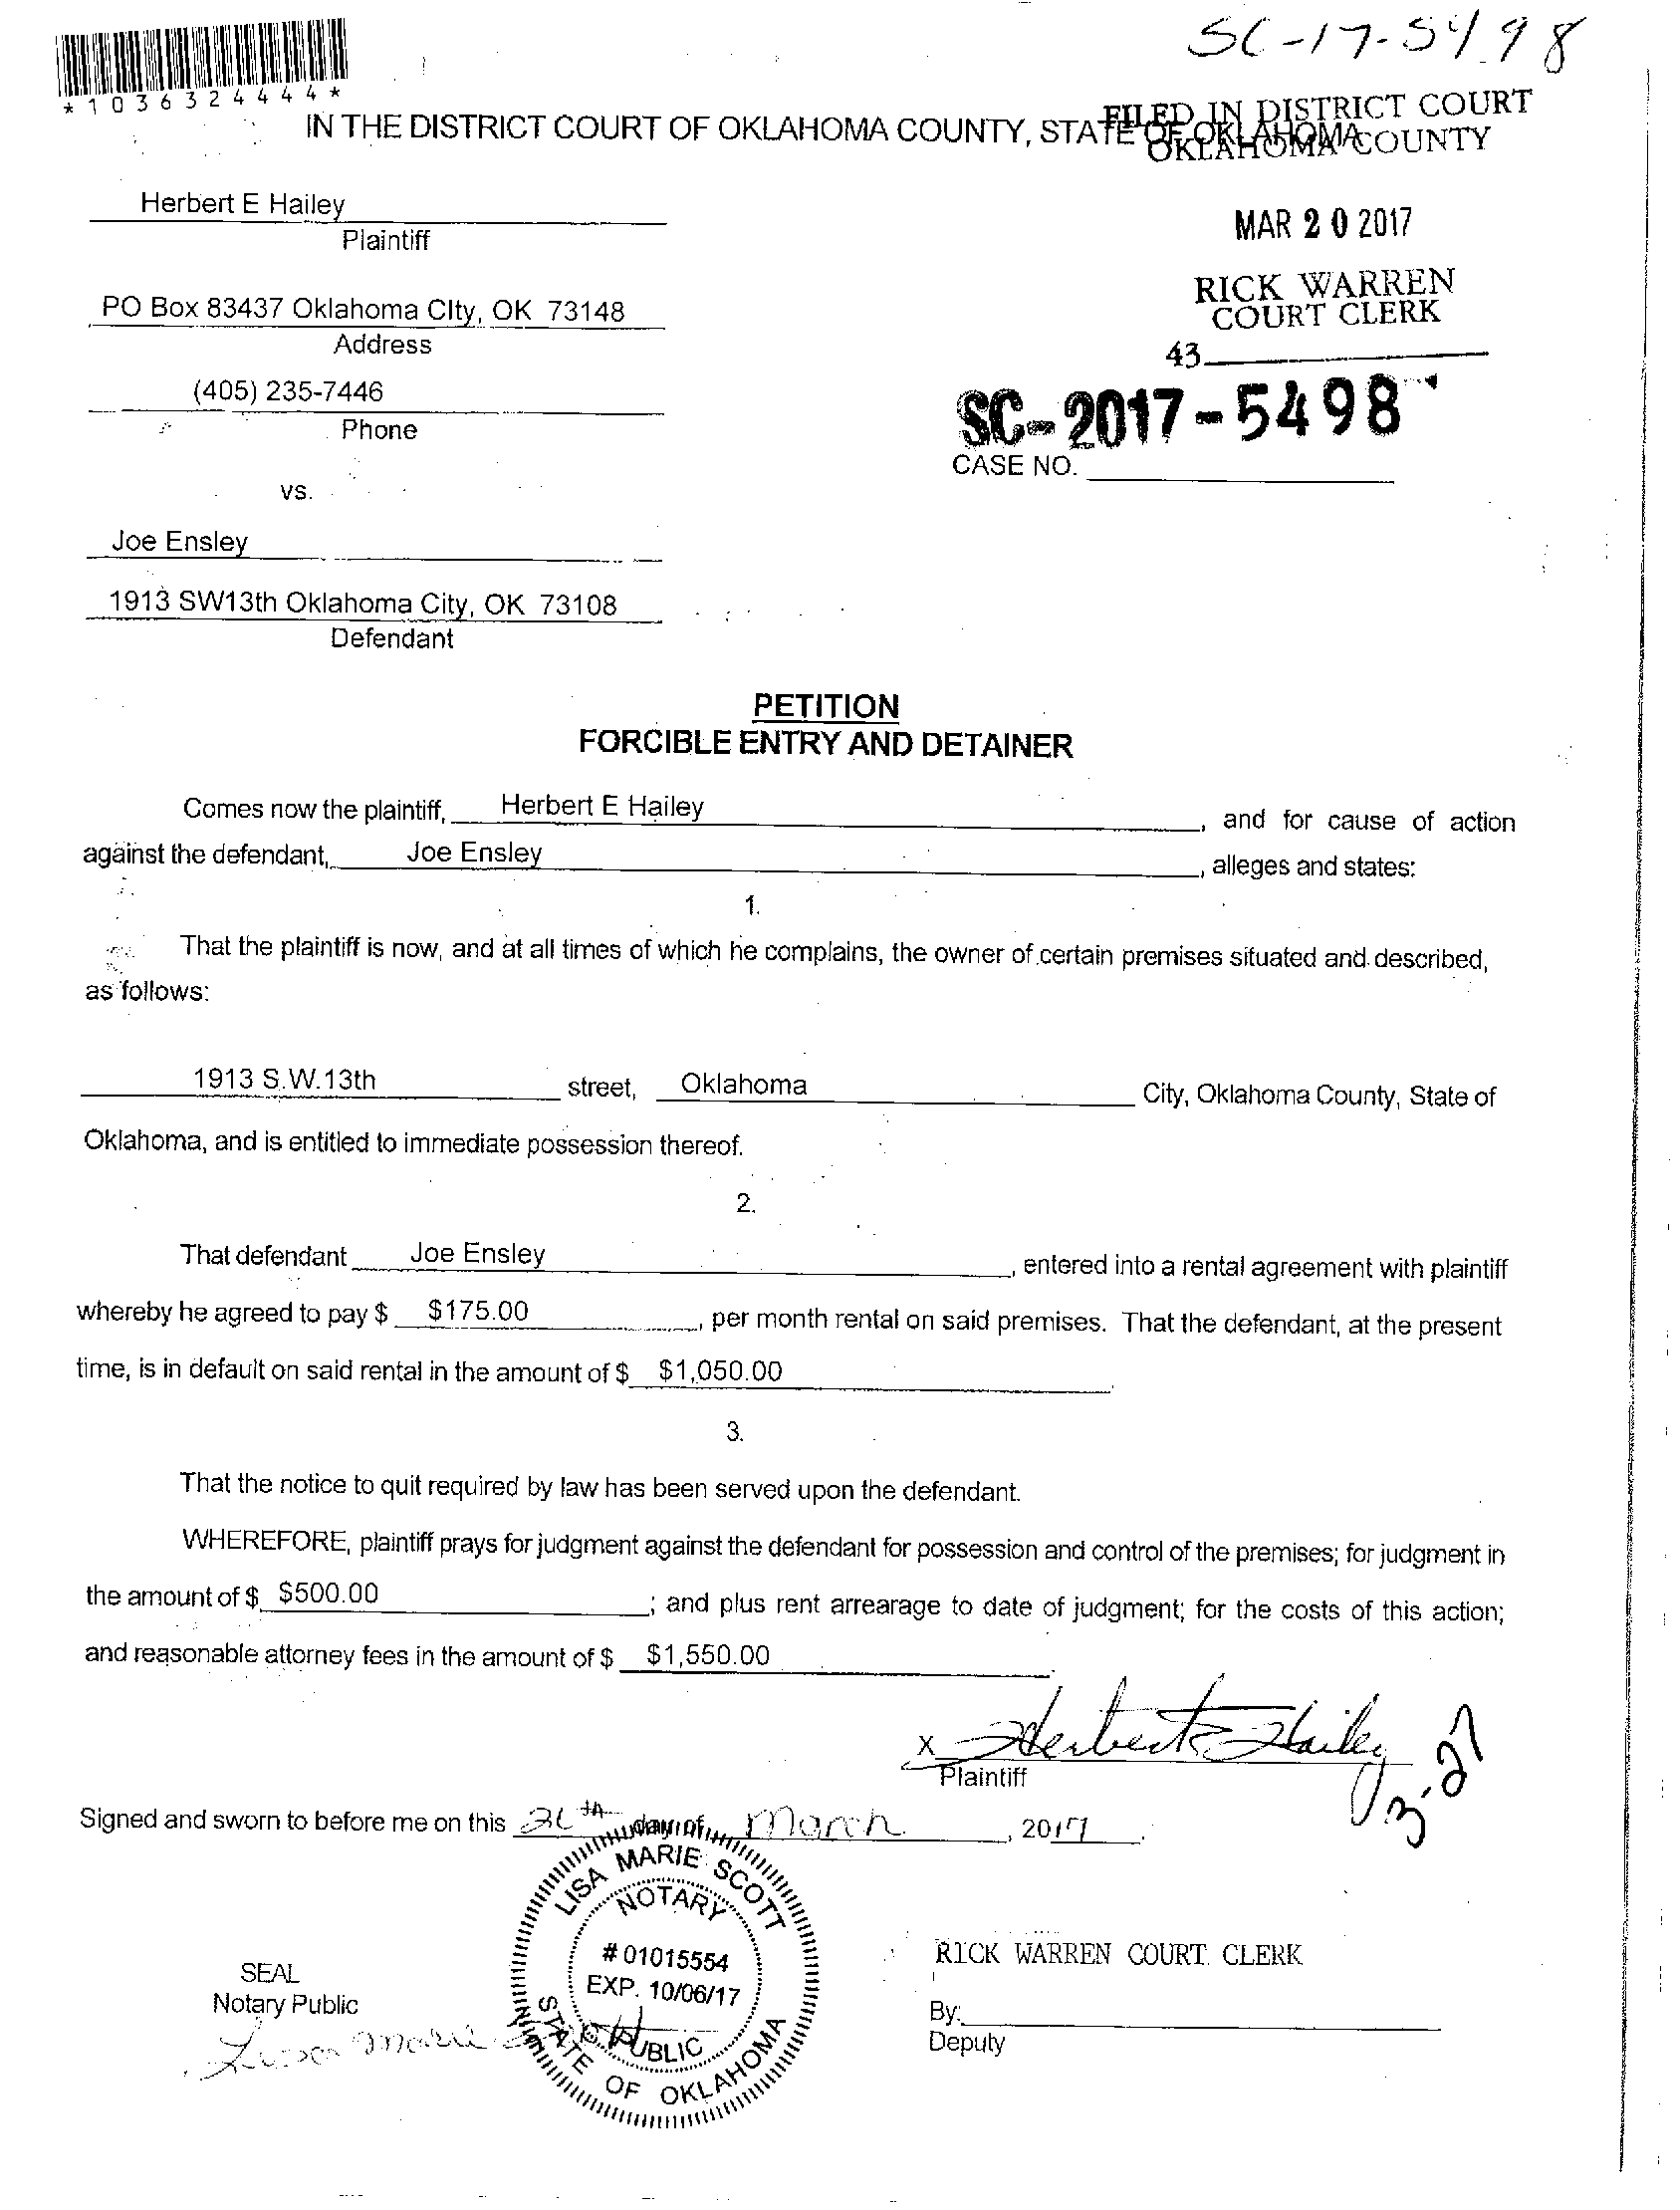 SC-17-5498
*1036324444*
FILED IN DISTRICT COURT
OKLAHOMA COUNTY
IN THE DISTRICT COURT OF OKLAHOMA COUNTY, STATE OF OKLAHOMA
Herbert E Hailey
Plaintiff
MAR 20 2017
RICK WARREN
COURT CLERK
43
PO Box 83437 Oklahoma CIty, OK 73148
Address
(405) 235-7446
Phone
SC-2017-5498
CASE NO.
vs.
Joe Ensley
1913 SW13th Oklahoma City, OK 73108
Defendant
PETITION
FORCIBLE ENTRY AND DETAINER
Comes now the plaintiff, Herbert E Hailey, and for cause of action
against the defendant, Joe Ensley, alleges and states:
1.
That the plaintiff is now, and at all times of which he complains, the owner of certain premises situated and described,
as follows:
1913 S.W.13th street, Oklahoma City, Oklahoma County, State of
Oklahoma, and is entitled to immediate possession thereof.
2.
That defendant Joe Ensley, entered into a rental agreement with plaintiff
whereby he agreed to pay $ $175.00, per month rental on said premises. That the defendant, at the present
time, is in default on said rental in the amount of $ $1,050.00.
3.
That the notice to quit required by law has been served upon the defendant.
WHEREFORE, plaintiff prays for judgment against the defendant for possession and control of the premises; for judgment in
the amount of $ $500.00; and plus rent arrearage to date of judgment; for the costs of this action;
and reasonable attorney fees in the amount of $ $1,550.00.
X Herbert E Hailey
Plaintiff
3-27
Signed and sworn to before me on this day of March, 2017.
LISA MARIE SCOTT
NOTARY
# 01015554
EXP. 10/06/17
PUBLIC
STATE OF OKLAHOMA
SEAL
Notary Public
Lisa Marie
RICK WARREN COURT CLERK
By:
Deputy